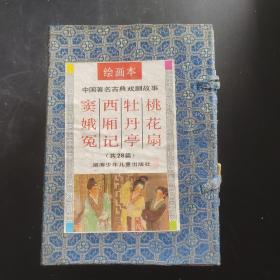 绘画本
中国著名古典戏剧故事
桃花扇
牡丹亭
西厢记
窦娥冤
(共28篇)
湖南少年儿童出版社